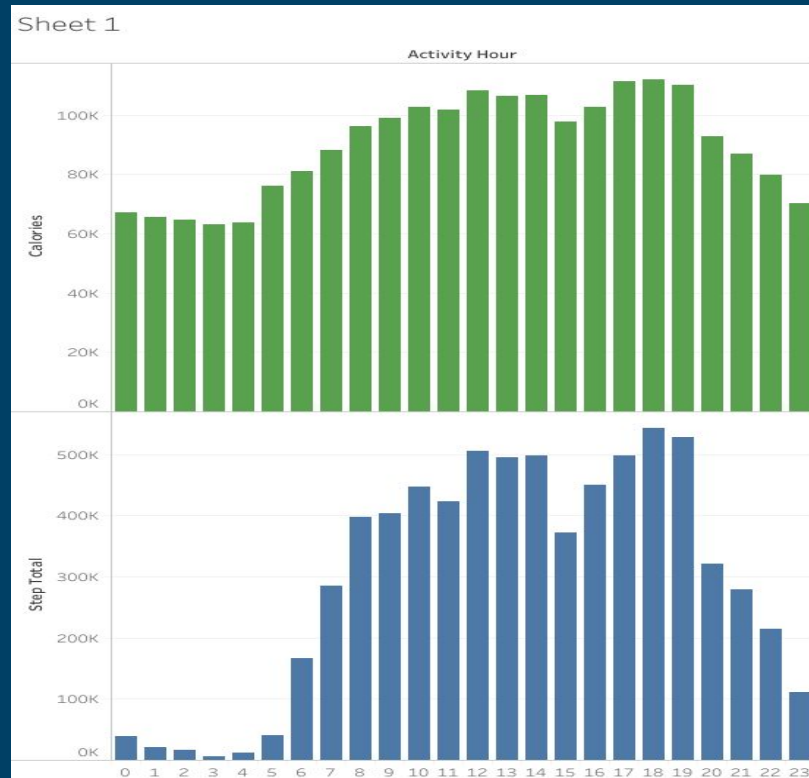 Sheet 1
Activity Hour
Calories
100K
80K
60K
40K
20K
0K
Step Total
500K
400K
300K
200K
100K
0K
0 1 2 3 4 5 6 7 8 9 10 11 12 13 14 15 16 17 18 19 20 21 22 23